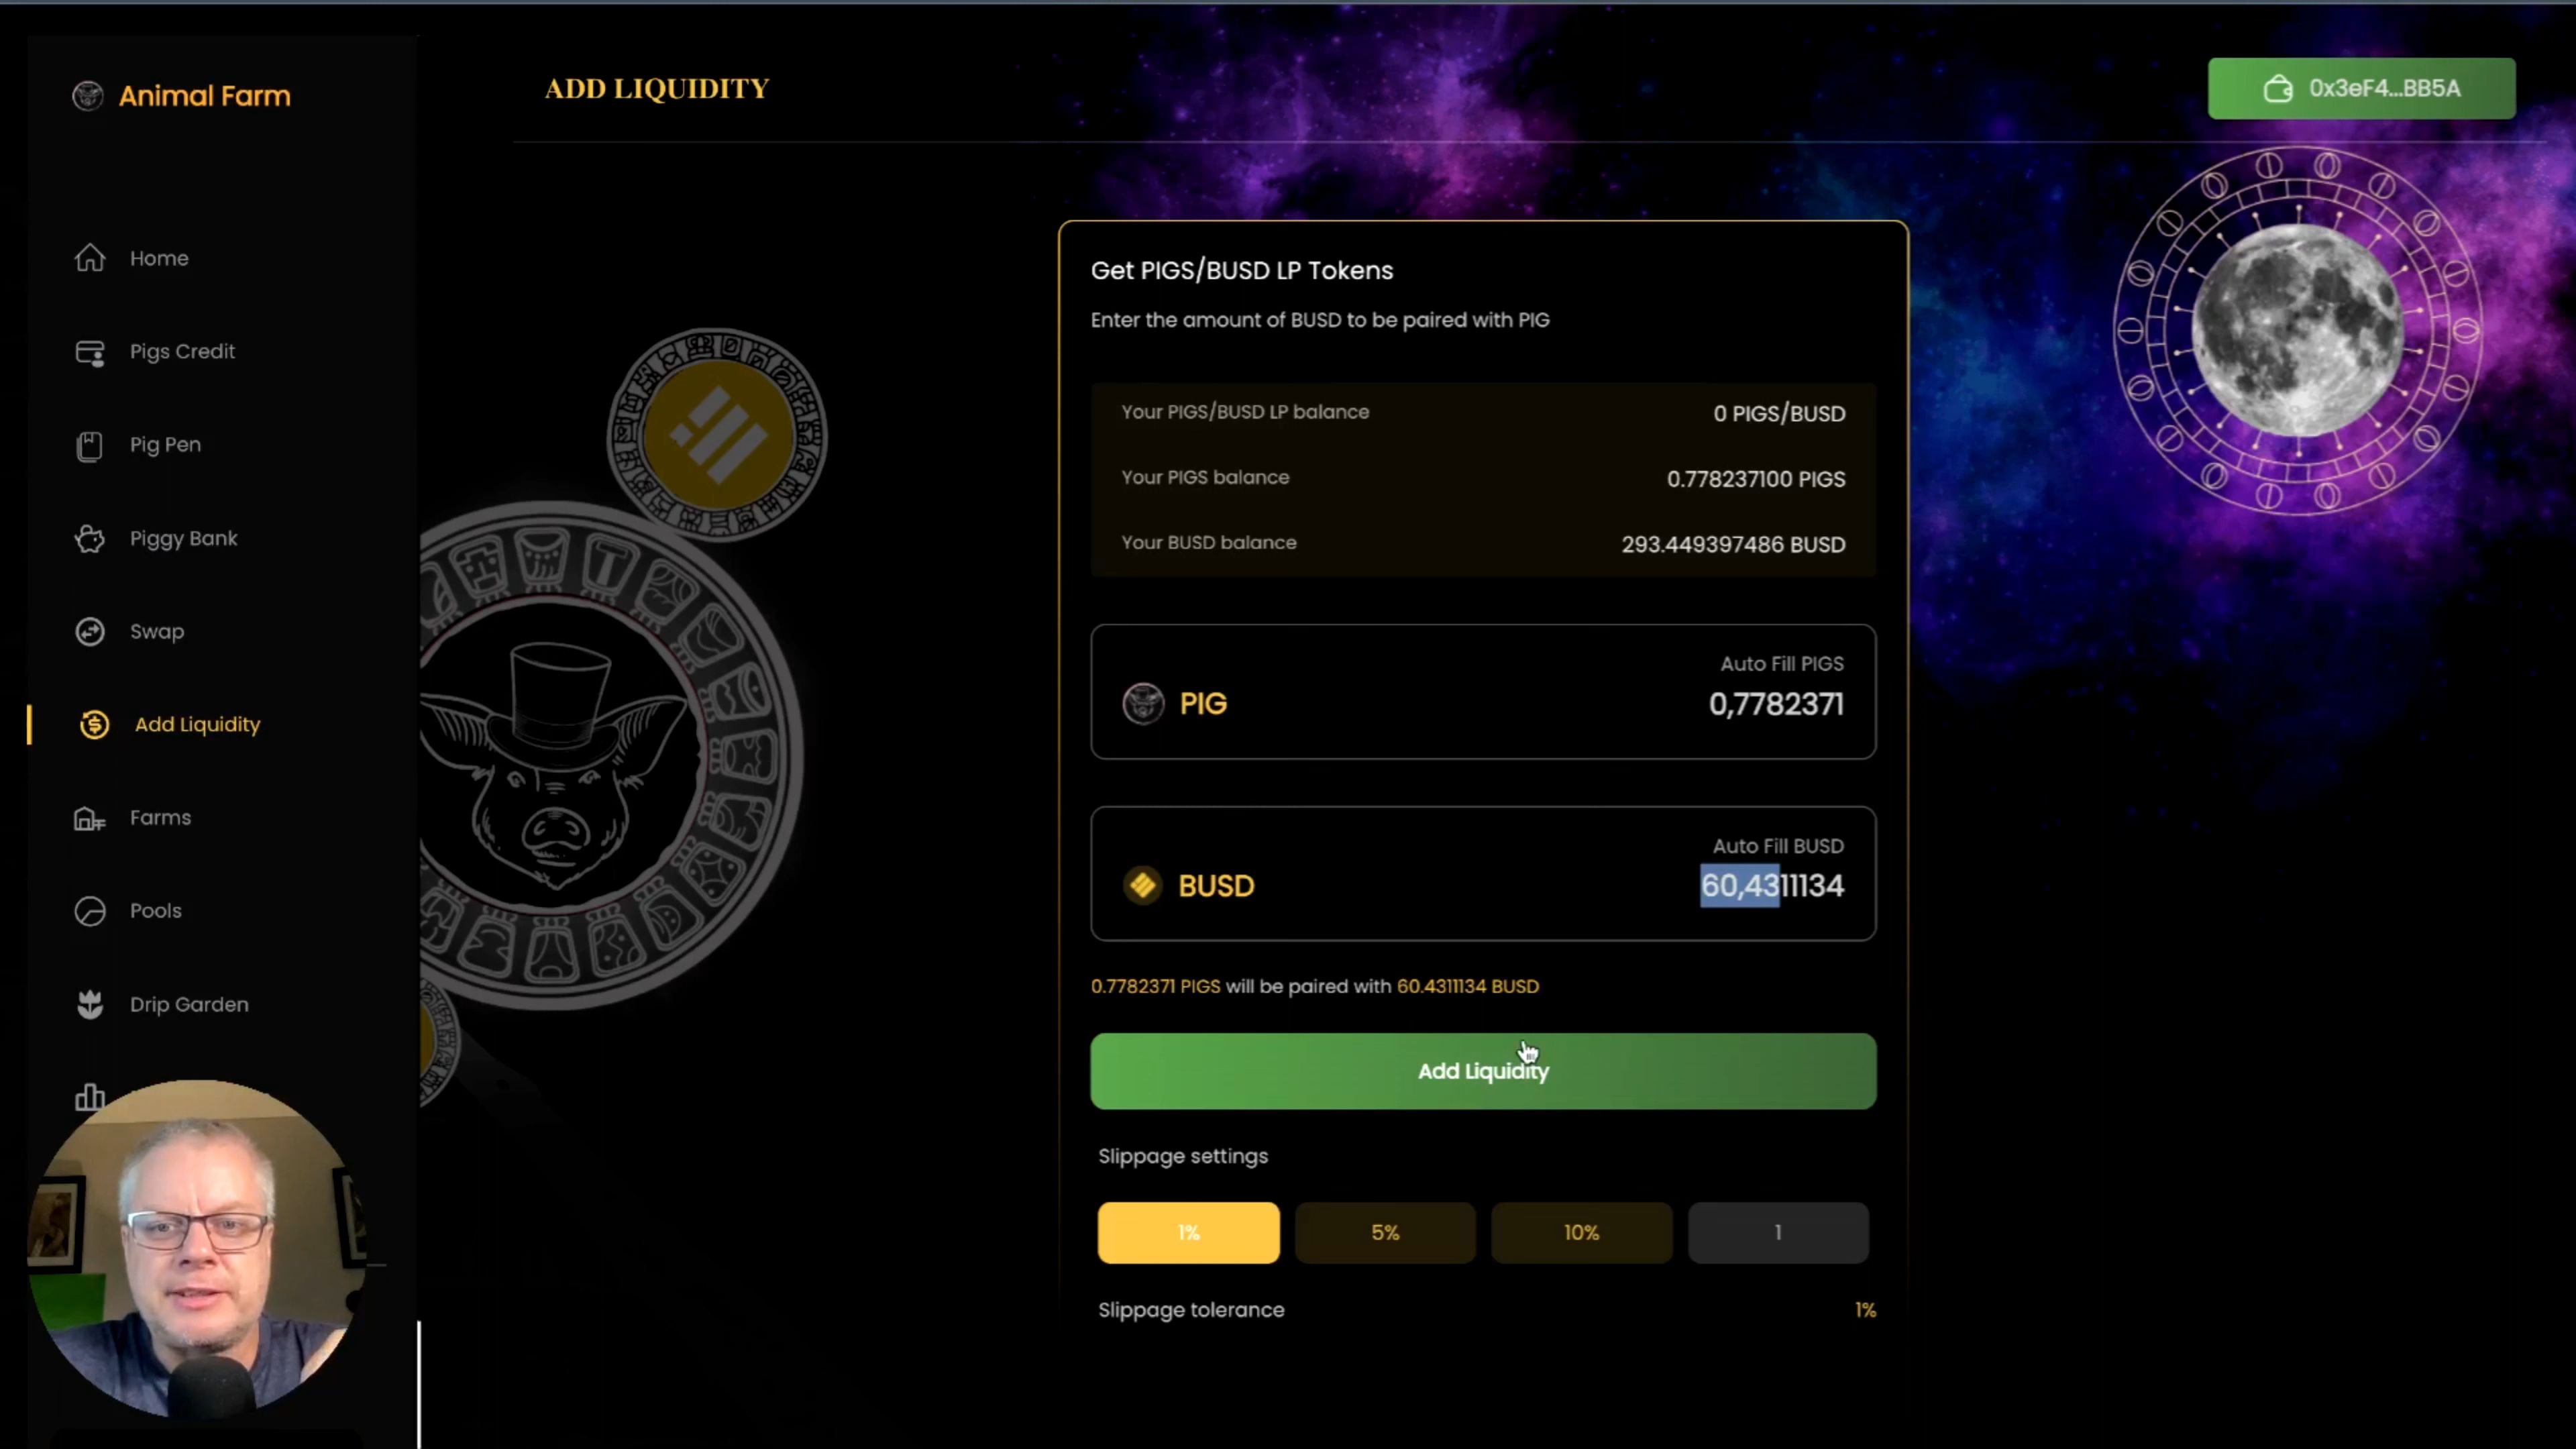 Animal Farm
ADD LIQUIDITY
0x3eF4...BB5A
Home
Pigs Credit
Pig Pen
Piggy Bank
Swap
Add Liquidity
Farms
Pools
Drip Garden
Get PIGS/BUSD LP Tokens
Enter the amount of BUSD to be paired with PIG
Your PIGS/BUSD LP balance 0 PIGS/BUSD
Your PIGS balance 0.778237100 PIGS
Your BUSD balance 293.449397486 BUSD
Auto Fill PIGS
PIG 0,7782371
Auto Fill BUSD
BUSD 60,4311134
0.7782371 PIGS will be paired with 60.4311134 BUSD
Add Liquidity
Slippage settings
1% 5% 10% 1
Slippage tolerance 1%